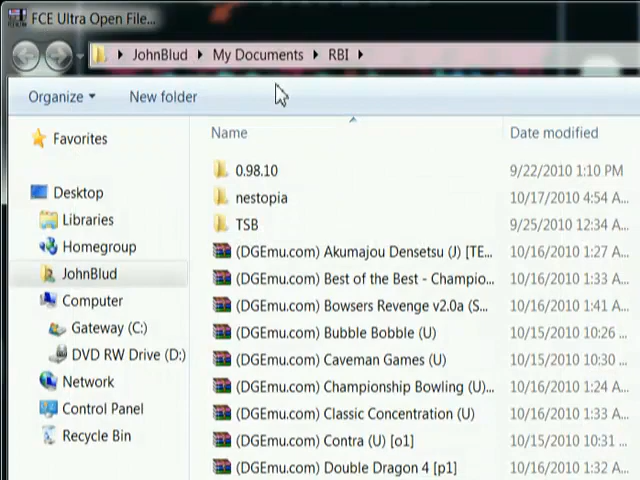 FCE Ultra Open File...
JohnBlud My Documents RBI
Organize New folder
Name Date modified
Favorites
Desktop
Libraries
Homegroup
JohnBlud
Computer
Gateway (C:)
DVD RW Drive (D:)
Network
Control Panel
Recycle Bin
0.98.10 9/22/2010 1:10 PM
nestopia 10/17/2010 4:54 A...
TSB 9/25/2010 12:34 A...
(DGEmu.com) Akumajou Densetsu (J) [TE... 10/16/2010 1:27 A...
(DGEmu.com) Best of the Best - Champio... 10/16/2010 1:33 A...
(DGEmu.com) Bowsers Revenge v2.0a (S... 10/16/2010 1:41 A...
(DGEmu.com) Bubble Bobble (U) 10/15/2010 10:26 ...
(DGEmu.com) Caveman Games (U) 10/15/2010 10:30 ...
(DGEmu.com) Championship Bowling (U)... 10/16/2010 1:24 A...
(DGEmu.com) Classic Concentration (U) 10/16/2010 1:33 A...
(DGEmu.com) Contra (U) [o1] 10/15/2010 10:31 ...
(DGEmu.com) Double Dragon 4 [p1] 10/16/2010 1:32 A...